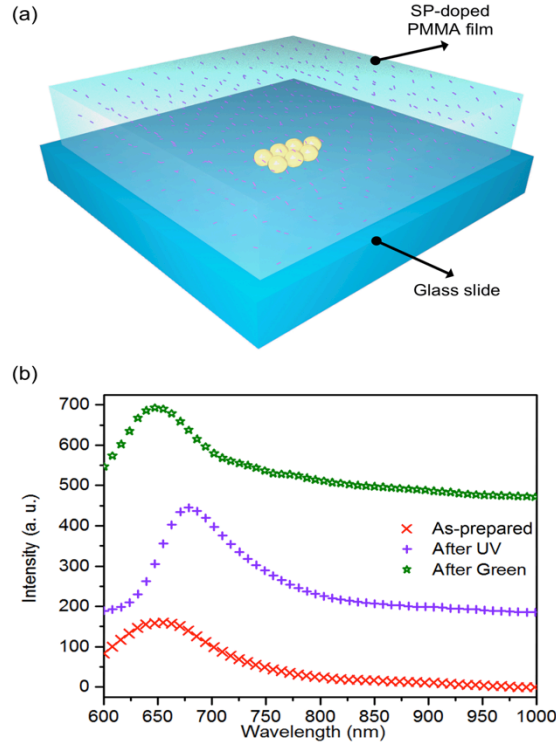 (a)
SP-doped
PMMA film
Glass slide
(b)
700
600
500
400
300
200
100
0
Intensity (a. u.)
As-prepared
After UV
After Green
600 650 700 750 800 850 900 950 1000
Wavelength (nm)